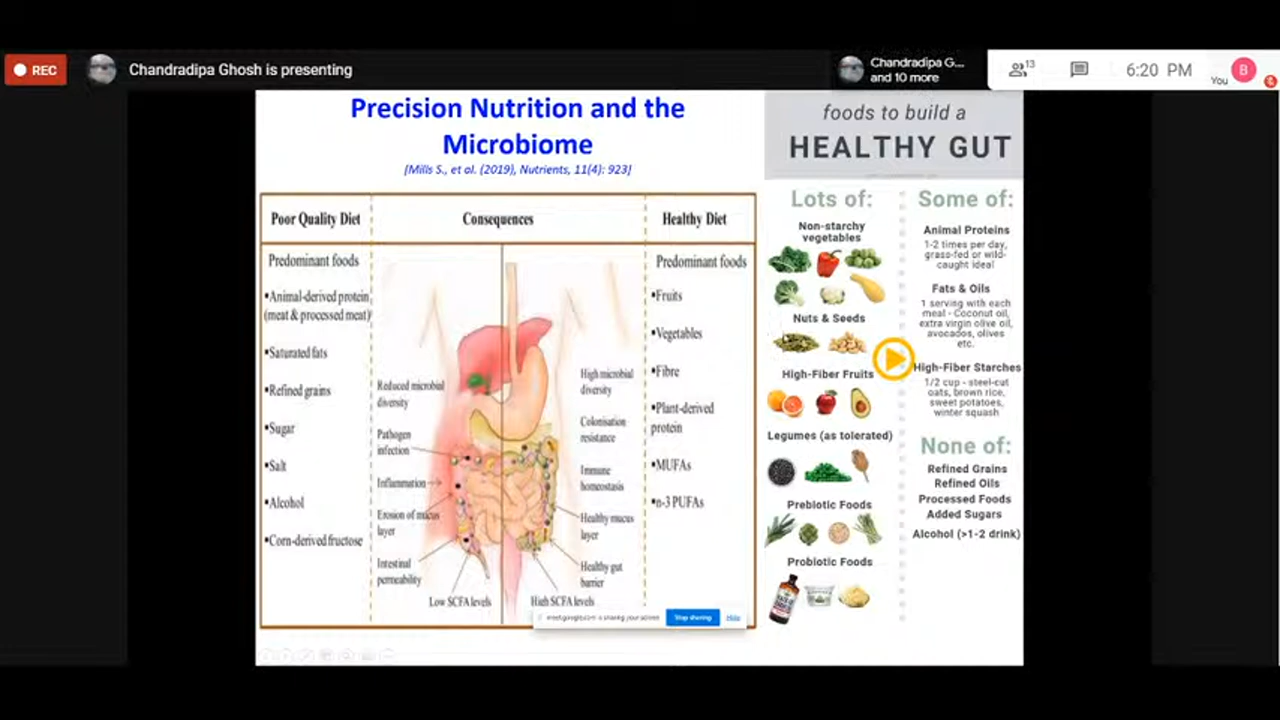 REC
Chandradipa Ghosh is presenting
Chandradipa G...
and 10 more
13
6:20 PM
You
B
Precision Nutrition and the
Microbiome
[Mills S., et al. (2019), Nutrients, 11(4): 923]
Poor Quality Diet
Consequences
Healthy Diet
Predominant foods
•Animal-derived protein
(meat & processed meat)
•Saturated fats
•Refined grains
•Sugar
•Salt
•Alcohol
•Corn-derived fructose
Reduced microbial
diversity
Pathogen
infection
Inflammation
Erosion of mucus
layer
Intestinal
permeability
Low SCFA levels
High microbial
diversity
Colonisation
resistance
Immune
homeostasis
Healthy mucus
layer
Healthy gut
barrier
High SCFA levels
Predominant foods
•Fruits
•Vegetables
•Fibre
•Plant-derived
protein
•MUFAs
•n-3 PUFAs
meet.google.com is sharing your screen
Stop sharing
Hide
foods to build a
HEALTHY GUT
Lots of:
Non-starchy
vegetables
Nuts & Seeds
High-Fiber Fruits
Legumes (as tolerated)
Prebiotic Foods
Probiotic Foods
Some of:
Animal Proteins
1-2 times per day,
grass-fed or wild-
caught ideal
Fats & Oils
1 serving with each
meal - Coconut oil,
extra virgin olive oil,
avocados, olives
etc.
High-Fiber Starches
1/2 cup - steel-cut
oats, brown rice,
sweet potatoes,
winter squash
None of:
Refined Grains
Refined Oils
Processed Foods
Added Sugars
Alcohol (>1-2 drink)